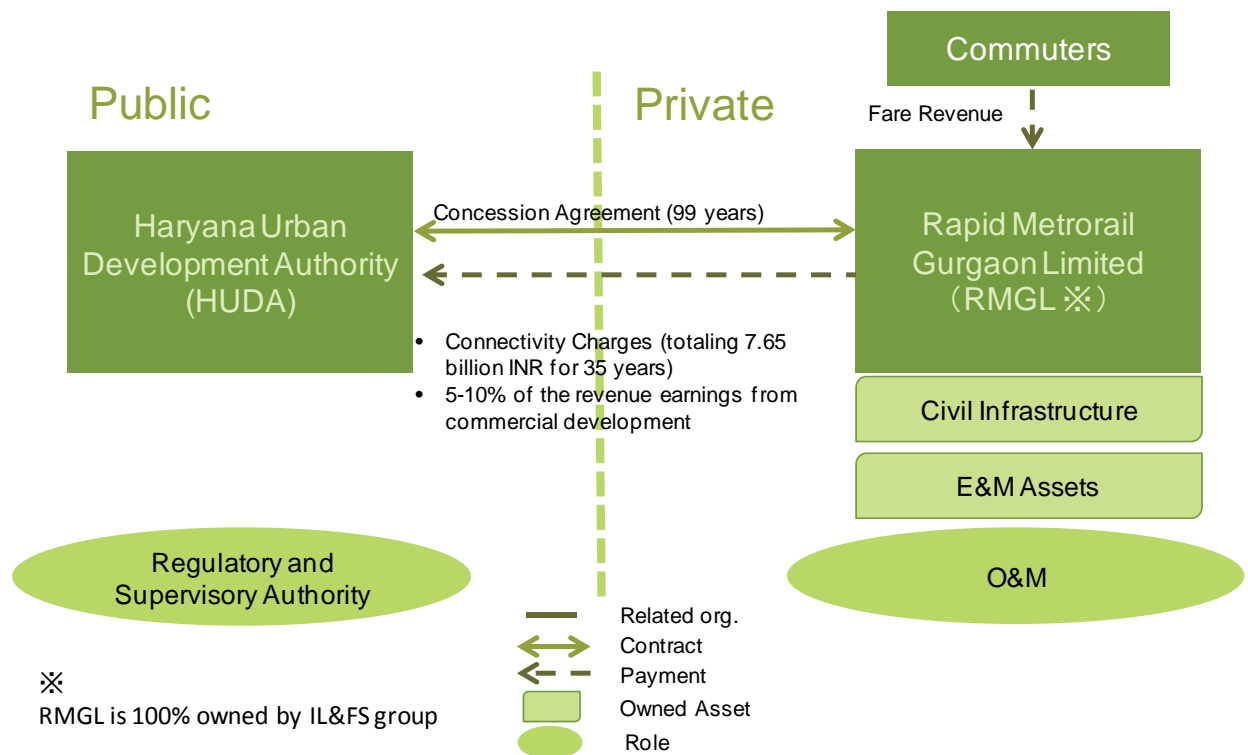 Commuters
Public
Private
Fare Revenue
Haryana Urban
Development Authority
(HUDA)
Concession Agreement (99 years)
Rapid Metrorail
Gurgaon Limited
（RMGL ※）
• Connectivity Charges (totaling 7.65
billion INR for 35 years)
• 5-10% of the revenue earnings from
commercial development
Civil Infrastructure
E&M Assets
Regulatory and
Supervisory Authority
O&M
Related org.
Contract
Payment
Owned Asset
Role
※
RMGL is 100% owned by IL&FS group